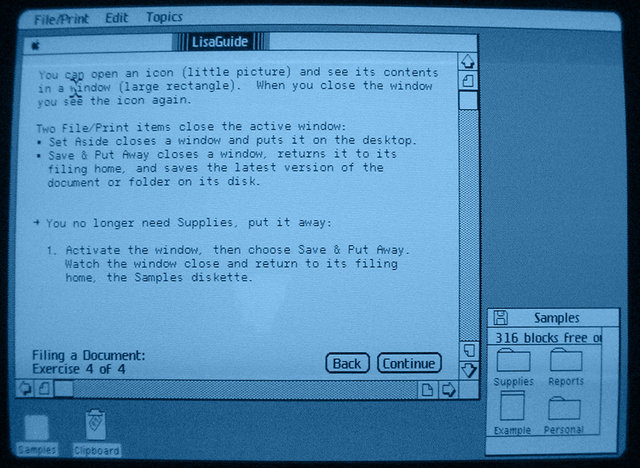 File/Print Edit Topics
LisaGuide
You can open an icon (little picture) and see its contents
in a window (large rectangle). When you close the window
you see the icon again.
Two File/Print items close the active window:
• Set Aside closes a window and puts it on the desktop.
• Save & Put Away closes a window, returns it to its
filing home, and saves the latest version of the
document or folder on its disk.
→ You no longer need Supplies, put it away:
1. Activate the window, then choose Save & Put Away.
Watch the window close and return to its filing
home, the Samples diskette.
Filing a Document:
Exercise 4 of 4
Back Continue
Samples
316 blocks free o
Supplies Reports
Example Personal
Samples Clipboard